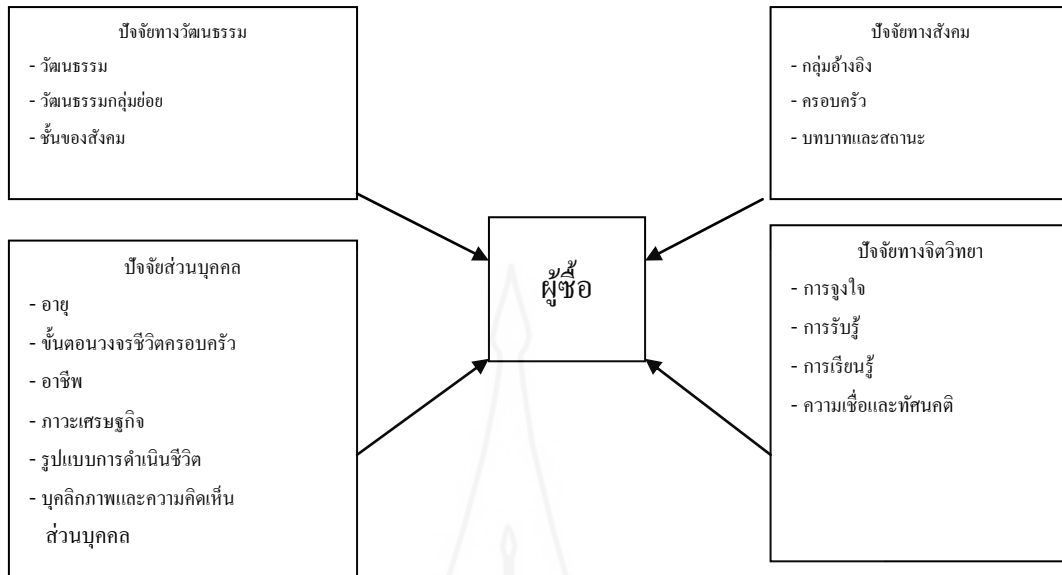 ปัจจัยทางวัฒนธรรม
- วัฒนธรรม
- วัฒนธรรมกลุ่มย่อย
- ชั้นของสังคม
ปัจจัยทางสังคม
- กลุ่มอ้างอิง
- ครอบครัว
- บทบาทและสถานะ
ผู้ซื้อ
ปัจจัยส่วนบุคคล
- อายุ
- ขั้นตอนวงจรชีวิตครอบครัว
- อาชีพ
- ภาวะเศรษฐกิจ
- รูปแบบการดำเนินชีวิต
- บุคลิกภาพและความคิดเห็น
ส่วนบุคคล
ปัจจัยทางจิตวิทยา
- การจูงใจ
- การรับรู้
- การเรียนรู้
- ความเชื่อและทัศนคติ